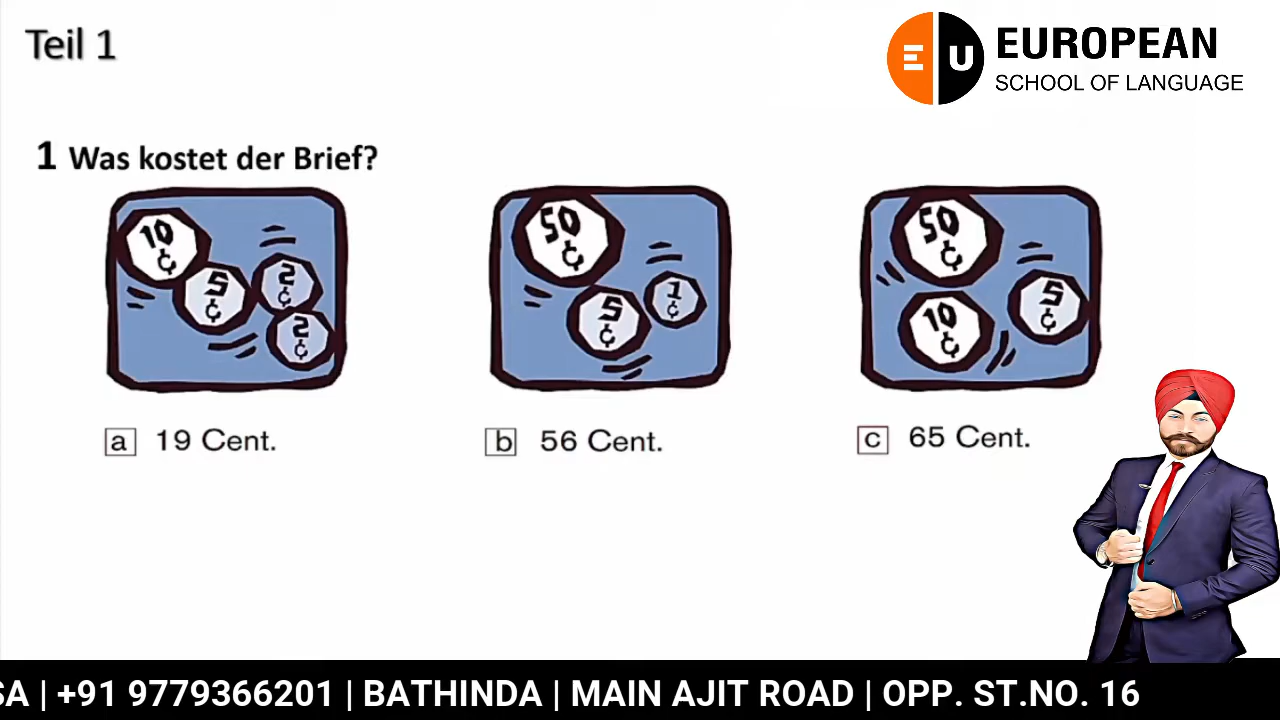 Teil 1
E U EUROPEAN
SCHOOL OF LANGUAGE
1 Was kostet der Brief?
10 ¢
5 ¢
2 ¢
2 ¢
50 ¢
5 ¢
1 ¢
50 ¢
10 ¢
5 ¢
a 19 Cent.
b 56 Cent.
c 65 Cent.
SA | +91 9779366201 | BATHINDA | MAIN AJIT ROAD | OPP. ST.NO. 16